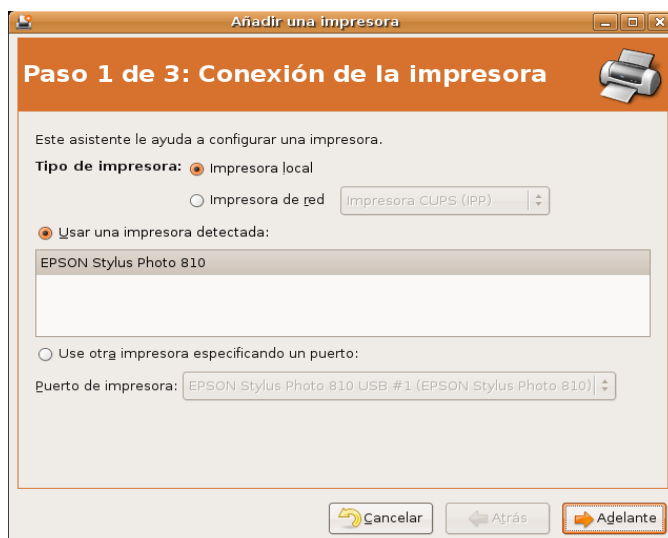 Añadir una impresora
Paso 1 de 3: Conexión de la impresora
Este asistente le ayuda a configurar una impresora.
Tipo de impresora: Impresora local
Impresora de red Impresora CUPS (IPP)
Usar una impresora detectada:
EPSON Stylus Photo 810
Use otra impresora especificando un puerto:
Puerto de impresora: EPSON Stylus Photo 810 USB #1 (EPSON Stylus Photo 810)
Cancelar Atrás Adelante